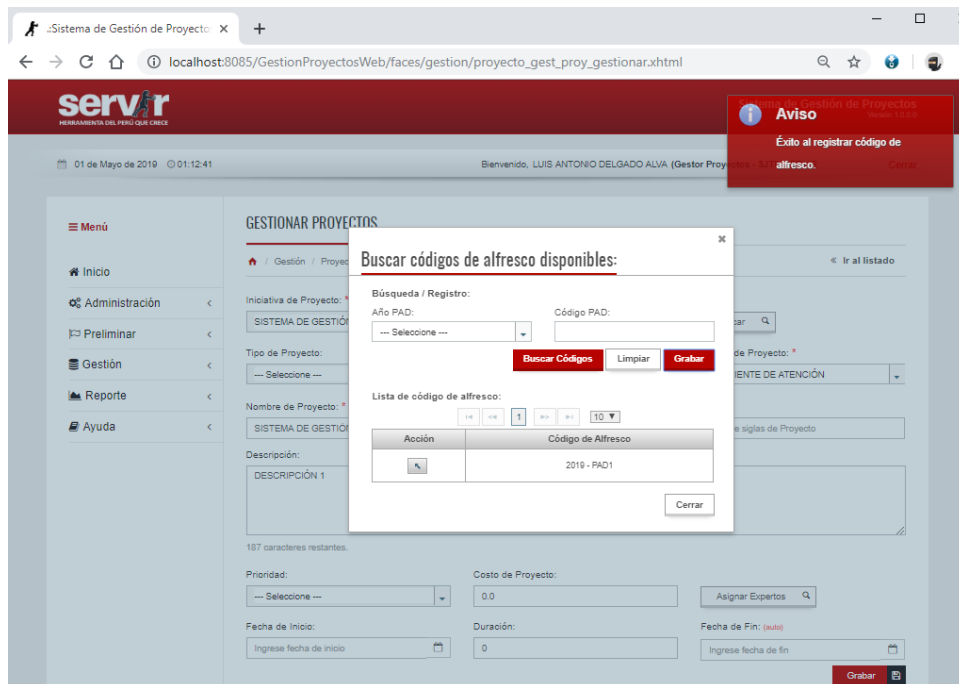 .:Sistema de Gestión de Proyecto
localhost:8085/GestionProyectosWeb/faces/gestion/proyecto_gest_proy_gestionar.xhtml
servir
HERRAMIENTA DEL PERÚ QUE CRECE
Sistema de Gestión de Proyectos
Versión 1.0.0.0
Aviso
Éxito al registrar código de
alfresco.
01 de Mayo de 2019 01:12:41
Bienvenido, LUIS ANTONIO DELGADO ALVA (Gestor Proy
Cerrar
Menú
Inicio
Administración
Preliminar
Gestión
Reporte
Ayuda
GESTIONAR PROYECTOS
/ Gestión / Proyec
Ir al listado
Buscar códigos de alfresco disponibles:
Búsqueda / Registro:
Año PAD:
Código PAD:
--- Seleccione ---
Buscar Códigos
Limpiar
Grabar
Lista de código de alfresco:
1
10
Acción
Código de Alfresco
2019 - PAD1
Cerrar
Iniciativa de Proyecto: *
SISTEMA DE GESTIÓN
car
Tipo de Proyecto:
de Proyecto: *
--- Seleccione ---
IENTE DE ATENCIÓN
Nombre de Proyecto: *
SISTEMA DE GESTIÓN
e siglas de Proyecto
Descripción:
DESCRIPCIÓN 1
187 caracteres restantes.
Prioridad:
Costo de Proyecto:
--- Seleccione ---
0.0
Asignar Expertos
Fecha de Inicio:
Duración:
Fecha de Fin: (auto)
Ingrese fecha de inicio
0
Ingrese fecha de fin
Grabar